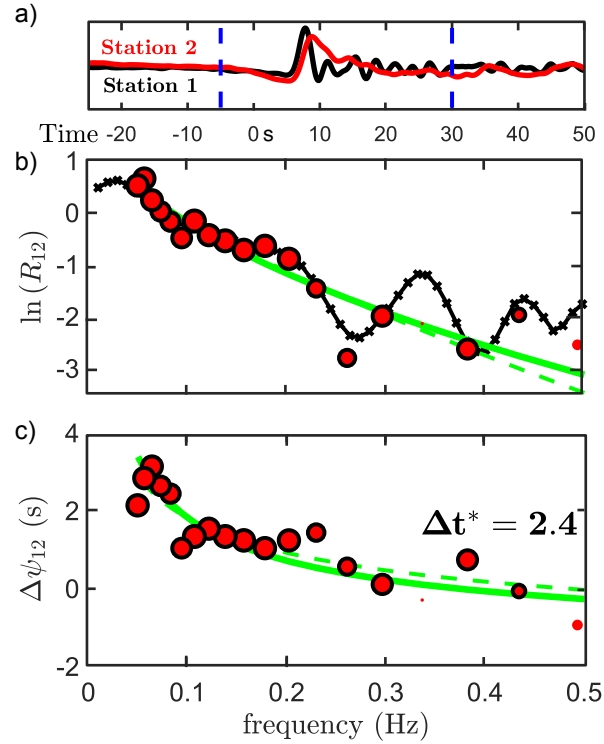 a)
Station 2
Station 1
Time -20 -10 0 s 10 20 30 40 50
b)
1
0
-1
-2
-3
ln (R₁₂)
c)
4
2
0
-2
Δψ₁₂ (s)
Δt* = 2.4
0 0.1 0.2 0.3 0.4 0.5
frequency (Hz)